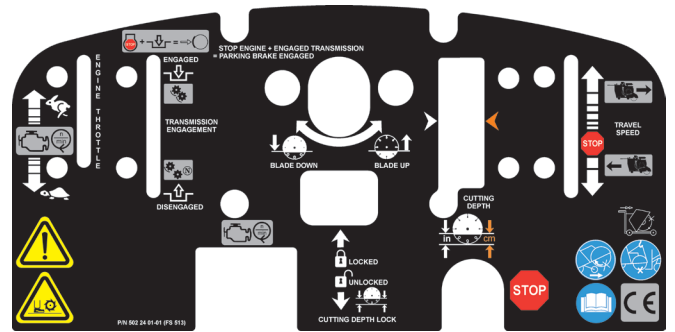 STOP
STOP ENGINE + ENGAGED TRANSMISSION
= PARKING BRAKE ENGAGED
ENGINE THROTTLE
ENGAGED
TRANSMISSION
ENGAGEMENT
N
DISENGAGED
BLADE DOWN
BLADE UP
TRAVEL
SPEED
STOP
CUTTING
DEPTH
in
cm
LOCKED
UNLOCKED
CUTTING DEPTH LOCK
STOP
CE
P/N 502 24 01-01 (FS 513)